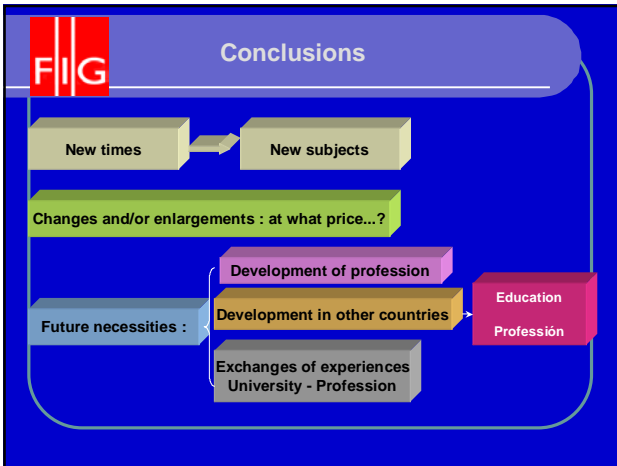 FIG
Conclusions
New times
New subjects
Changes and/or enlargements : at what price...?
Development of profession
Future necessities :
Development in other countries
Education
Profesión
Exchanges of experiences
University - Profession